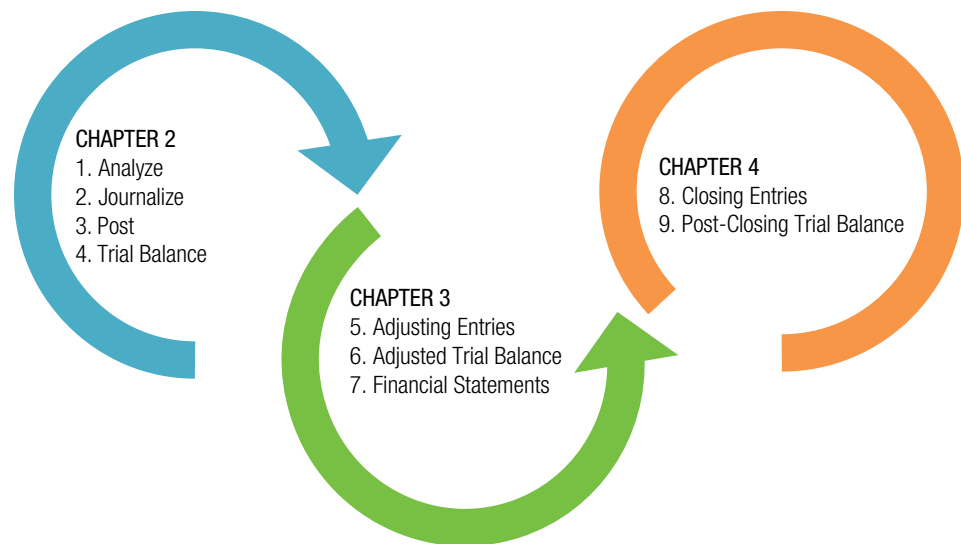 CHAPTER 2
1. Analyze
2. Journalize
3. Post
4. Trial Balance
CHAPTER 3
5. Adjusting Entries
6. Adjusted Trial Balance
7. Financial Statements
CHAPTER 4
8. Closing Entries
9. Post-Closing Trial Balance